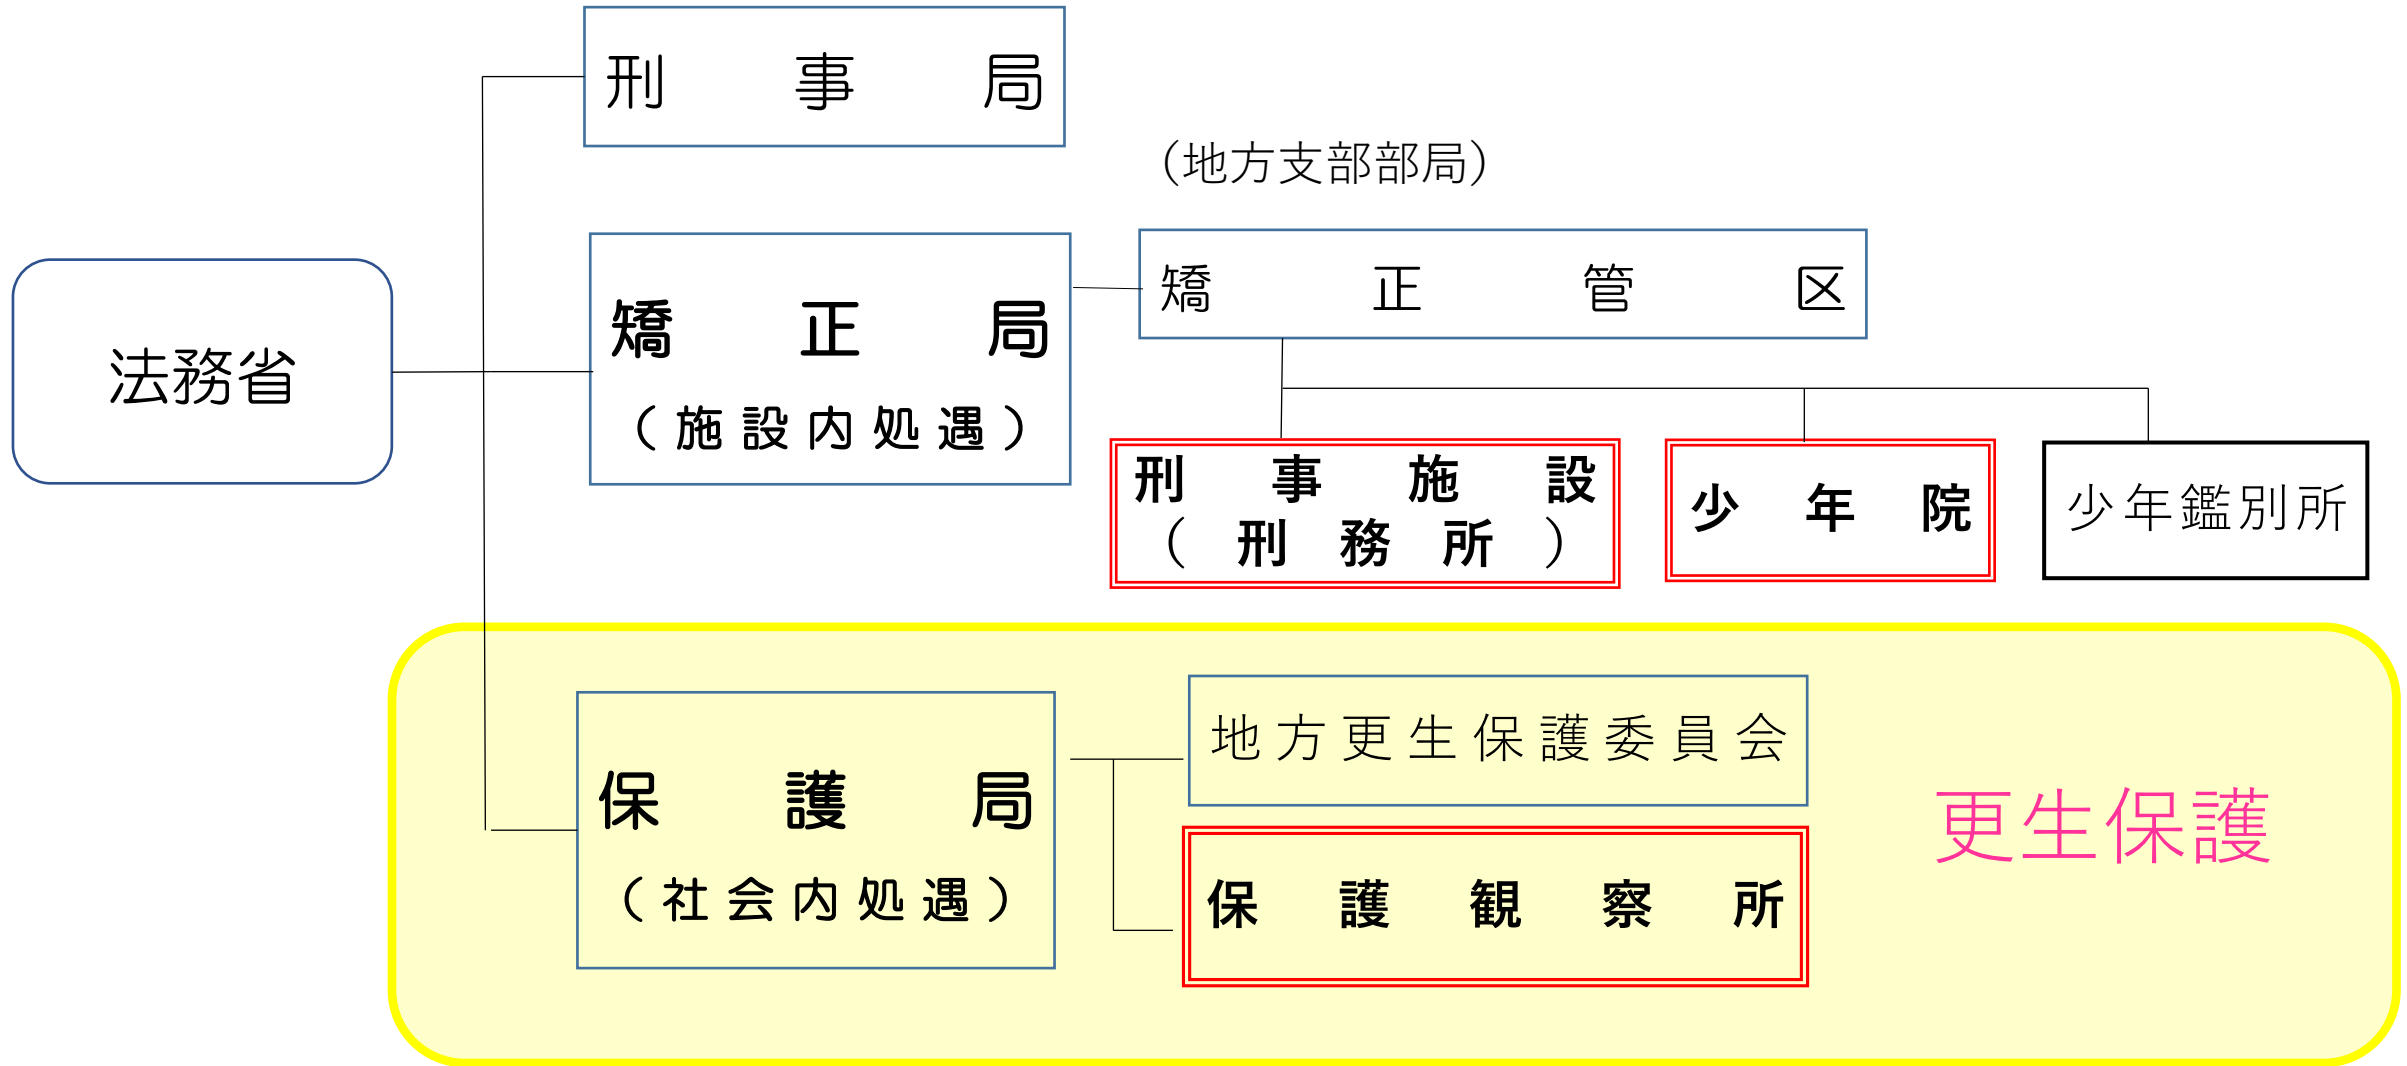 刑事局
(地方支部部局)
法務省
矯正局
(施設内処遇)
矯正管区
刑事施設
(刑務所)
少年院
少年鑑別所
保護局
(社会内処遇)
地方更生保護委員会
保護観察所
更生保護